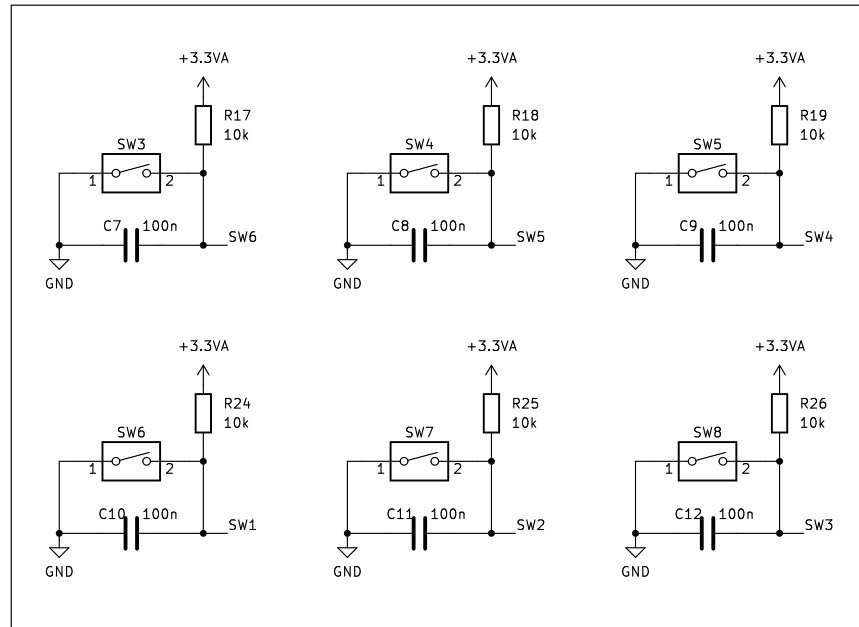 +3.3VA +3.3VA +3.3VA
R17 R18 R19
10k 10k 10k
SW3 SW4 SW5
1 2 1 2 1 2
C7 100n C8 100n C9 100n
SW6 SW5 SW4
GND GND GND
+3.3VA +3.3VA +3.3VA
R24 R25 R26
10k 10k 10k
SW6 SW7 SW8
1 2 1 2 1 2
C10 100n C11 100n C12 100n
SW1 SW2 SW3
GND GND GND